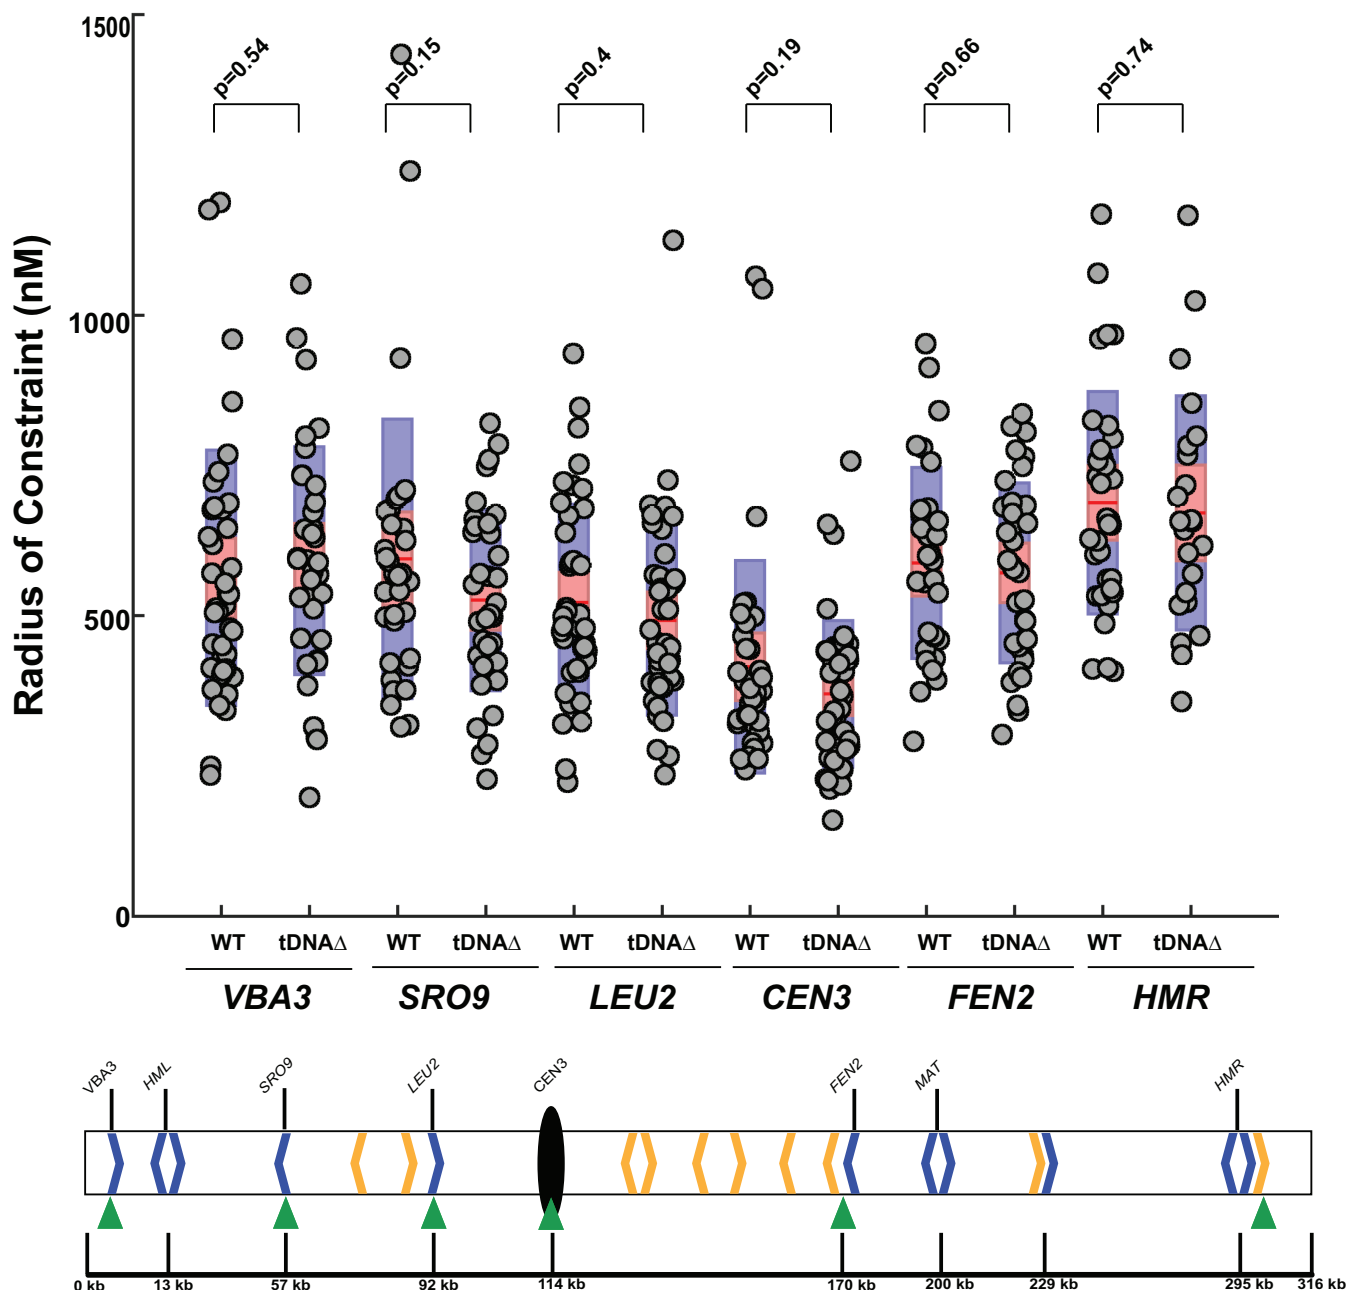 1500
p=0.54 p=0.15 p=0.4 p=0.19 p=0.66 p=0.74
Radius of Constraint (nM)
1000
500
0
WT tDNAΔ WT tDNAΔ WT tDNAΔ WT tDNAΔ WT tDNAΔ WT tDNAΔ
VBA3 SRO9 LEU2 CEN3 FEN2 HMR
VBA3 HML SRO9 LEU2 CEN3 FEN2 MAT HMR
0 kb 13 kb 57 kb 92 kb 114 kb 170 kb 200 kb 229 kb 295 kb 316 kb